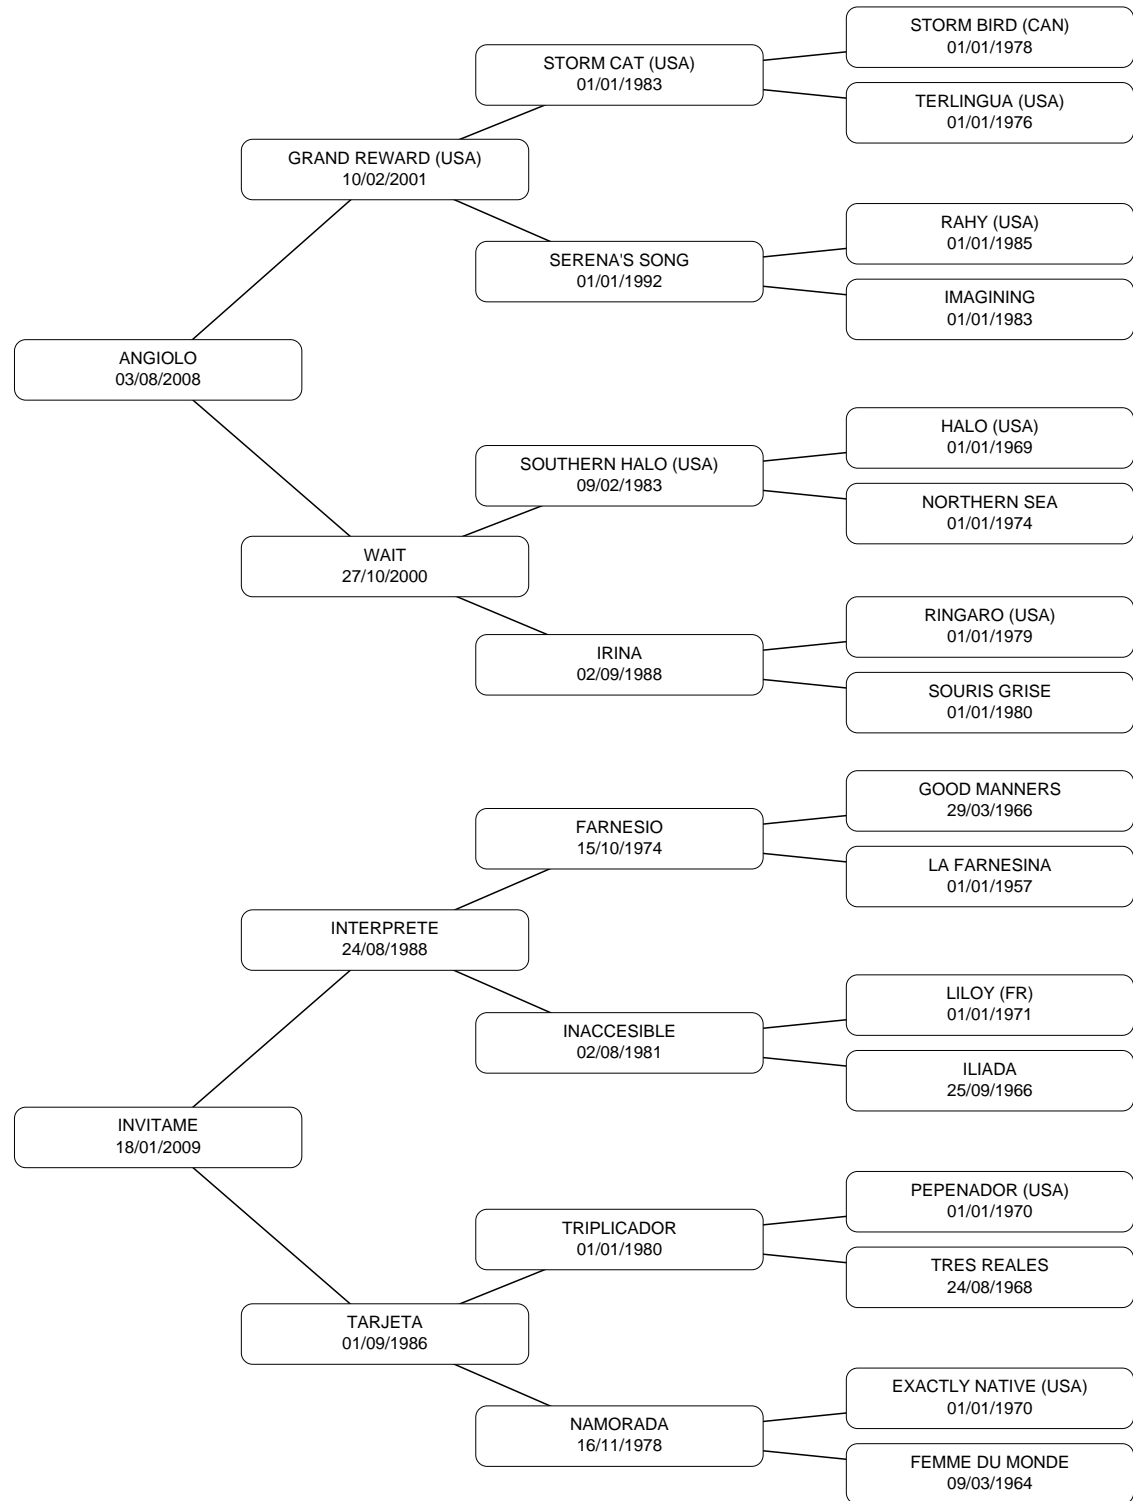 STORM BIRD (CAN)
01/01/1978
STORM CAT (USA)
01/01/1983
TERLINGUA (USA)
01/01/1976
GRAND REWARD (USA)
10/02/2001
RAHY (USA)
01/01/1985
SERENA'S SONG
01/01/1992
IMAGINING
01/01/1983
ANGIOLO
03/08/2008
HALO (USA)
01/01/1969
SOUTHERN HALO (USA)
09/02/1983
NORTHERN SEA
01/01/1974
WAIT
27/10/2000
RINGARO (USA)
01/01/1979
IRINA
02/09/1988
SOURIS GRISE
01/01/1980
GOOD MANNERS
29/03/1966
FARNESIO
15/10/1974
LA FARNESINA
01/01/1957
INTERPRETE
24/08/1988
LILOY (FR)
01/01/1971
INACCESIBLE
02/08/1981
ILIADA
25/09/1966
INVITAME
18/01/2009
PEPENADOR (USA)
01/01/1970
TRIPLICADOR
01/01/1980
TRES REALES
24/08/1968
TARJETA
01/09/1986
EXACTLY NATIVE (USA)
01/01/1970
NAMORADA
16/11/1978
FEMME DU MONDE
09/03/1964